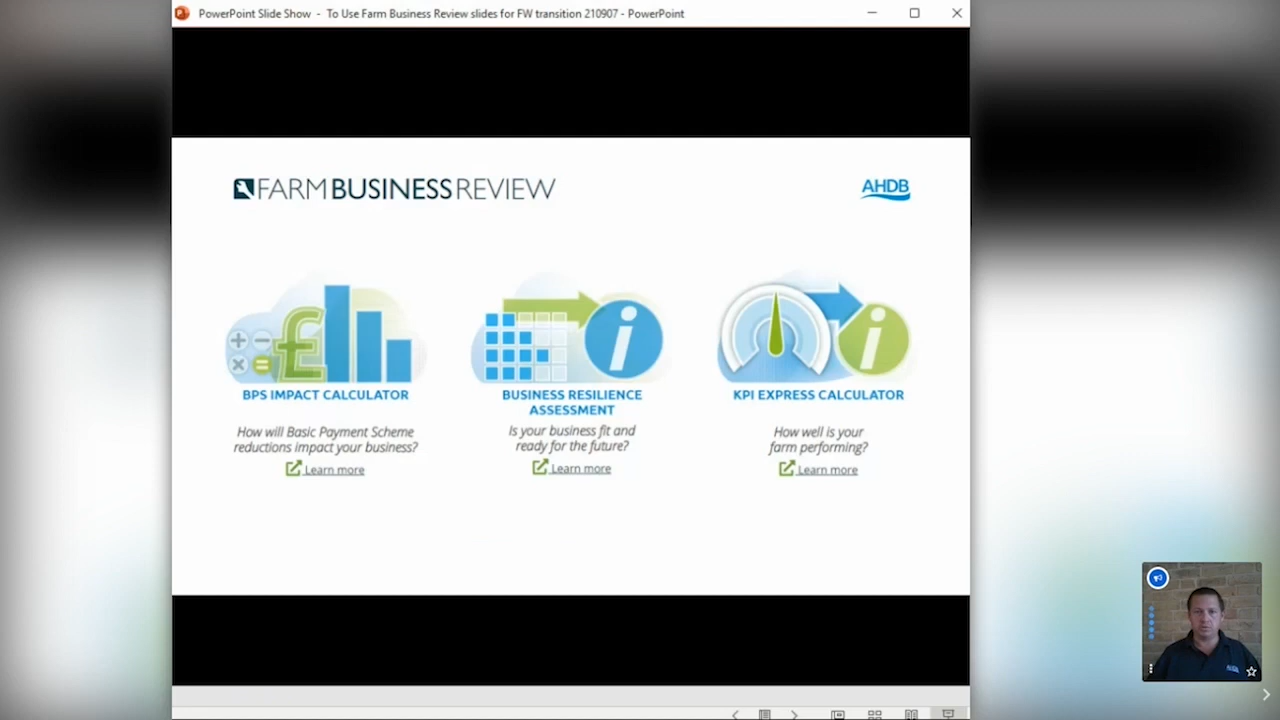 PowerPoint Slide Show - To Use Farm Business Review slides for FW transition 210907 - PowerPoint
FARM BUSINESS REVIEW
AHDB
BPS IMPACT CALCULATOR
How will Basic Payment Scheme
reductions impact your business?
Learn more
BUSINESS RESILIENCE
ASSESSMENT
Is your business fit and
ready for the future?
Learn more
KPI EXPRESS CALCULATOR
How well is your
farm performing?
Learn more